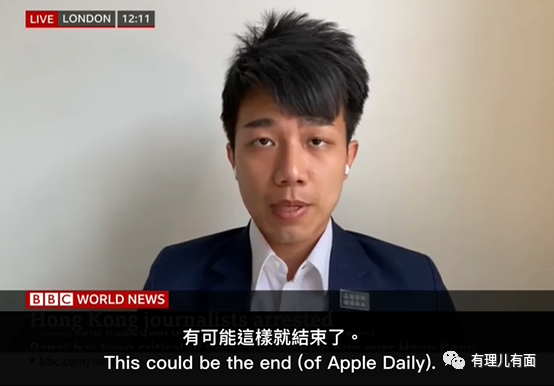 LIVE LONDON 12:11
BBC WORLD NEWS
Hong Kong journalists arrested
有可能這樣就結束了。
This could be the end (of Apple Daily).
有理儿有面